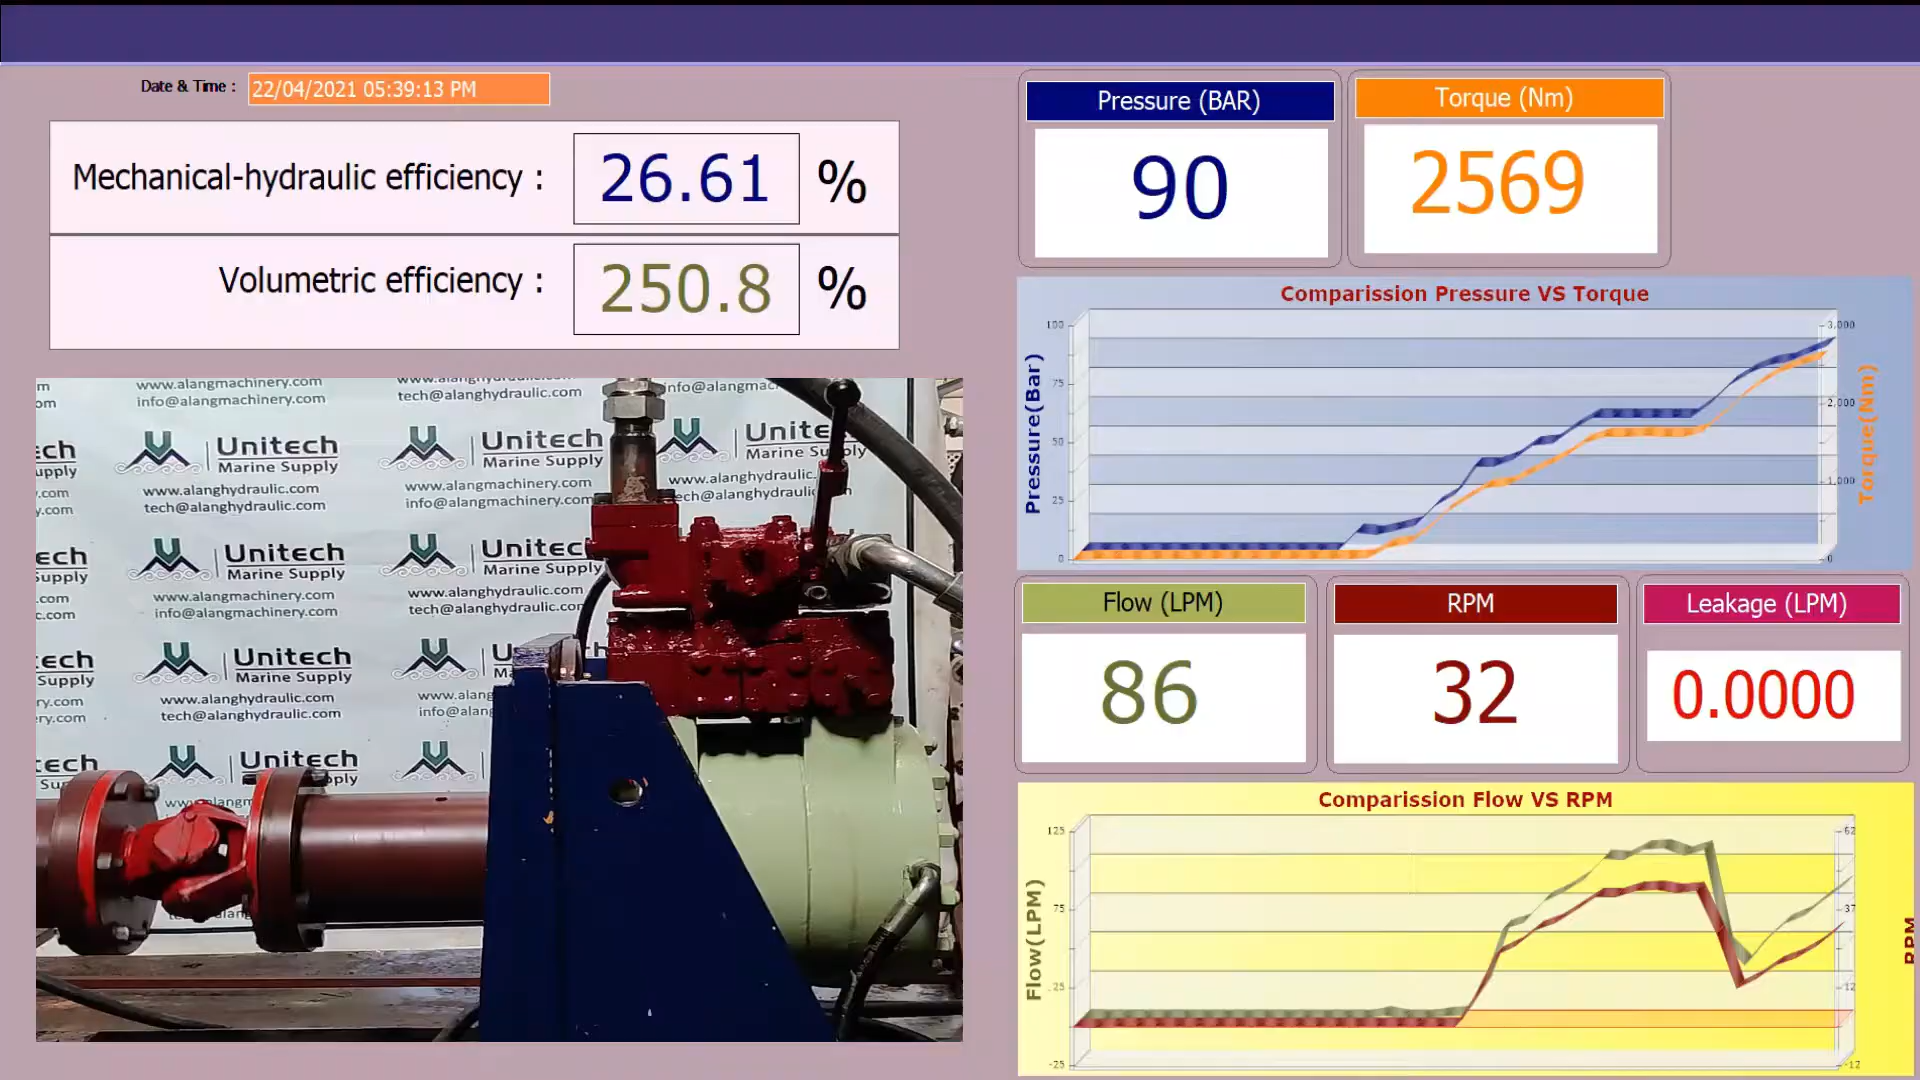 Date & Time : 22/04/2021 05:39:13 PM
Mechanical-hydraulic efficiency : 26.61 %
Volumetric efficiency : 250.8 %
Pressure (BAR)
90
Torque (Nm)
2569
Comparission Pressure VS Torque
Pressure(Bar)
100
75
50
25
0
3,000
2,000
1,000
0
Torque(Nm)
Flow (LPM)
86
RPM
32
Leakage (LPM)
0.0000
Comparission Flow VS RPM
Flow(LPM)
125
75
25
-25
62
37
12
-12
RPM
www.alangmachinery.com
info@alangmachinery.com
tech@alanghydraulic.com
Unitech
Marine Supply
www.alanghydraulic.com
tech@alanghydraulic.com
Unitech
Marine Supply
www.alangmachinery.com
info@alangmachinery.com
Unitech
Marine Supply
www.alangmachinery.com
info@alangmachinery.com
Unitech
Marine Supply
www.alanghydraulic.com
tech@alanghydraulic.com
Unitech
Marine Supply
www.alanghydraulic.com
tech@alanghydraulic.com
Unitech